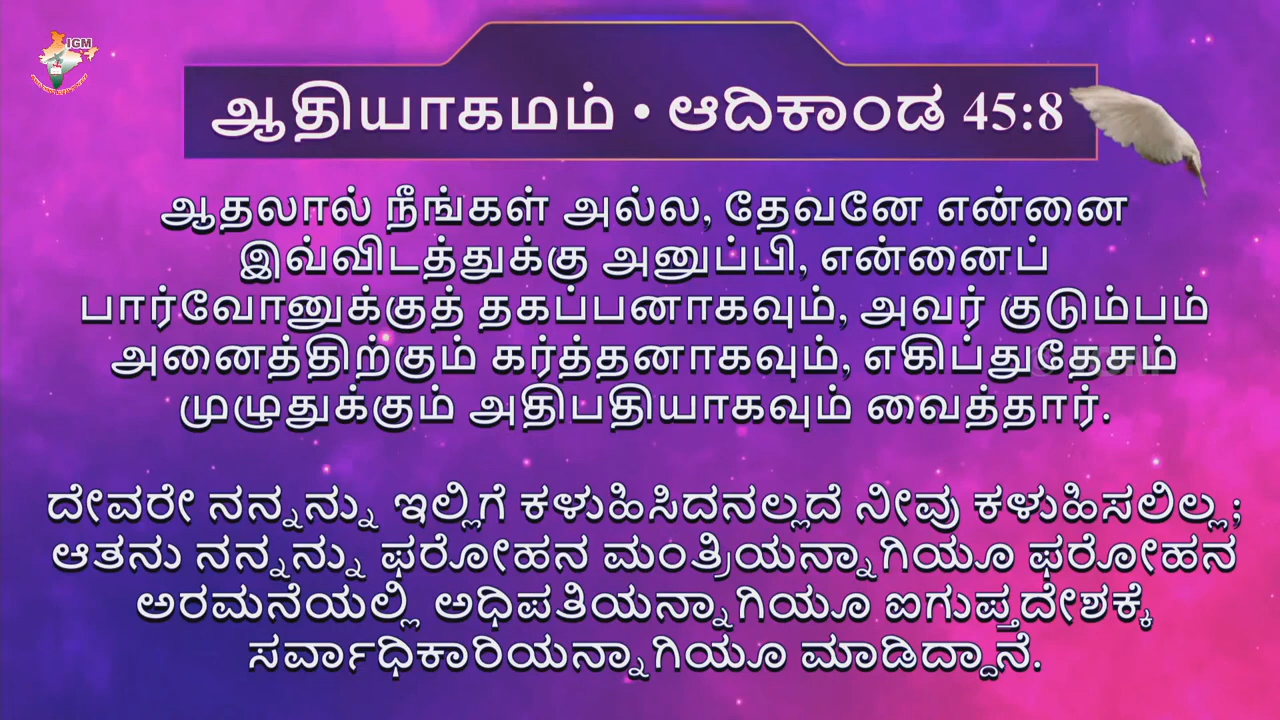 IGM
ஆதியாகமம் • ಆದಿಕಾಂಡ 45:8
ஆதலால் நீங்கள் அல்ல, தேவனே என்னை
இவ்விடத்துக்கு அனுப்பி, என்னைப்
பார்வோனுக்குத் தகப்பனாகவும், அவர் குடும்பம்
அனைத்திற்கும் கர்த்தனாகவும், எகிப்துதேசம்
முழுதுக்கும் அதிபதியாகவும் வைத்தார்.
ದೇವರೇ ನನ್ನನ್ನು ಇಲ್ಲಿಗೆ ಕಳುಹಿಸಿದನಲ್ಲದೆ ನೀವು ಕಳುಹಿಸಲಿಲ್ಲ;
ಆತನು ನನ್ನನ್ನು ಫರೋಹನ ಮಂತ್ರಿಯನ್ನಾಗಿಯೂ ಫರೋಹನ
ಅರಮನೆಯಲ್ಲಿ ಅಧಿಪತಿಯನ್ನಾಗಿಯೂ ಐಗುಪ್ತದೇಶಕ್ಕೆ
ಸರ್ವಾಧಿಕಾರಿಯನ್ನಾಗಿಯೂ ಮಾಡಿದ್ದಾನೆ.